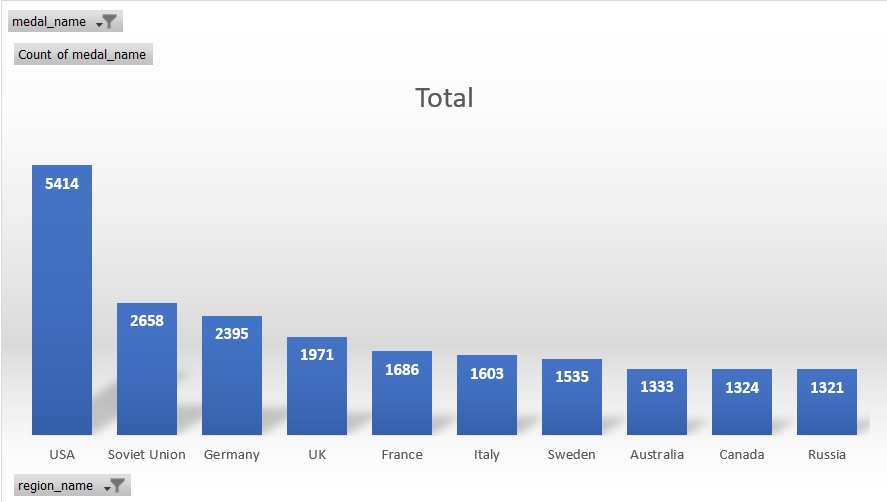 medal_name
Count of medal_name
Total
5414
2658
2395
1971
1686
1603
1535
1333
1324
1321
USA
Soviet Union
Germany
UK
France
Italy
Sweden
Australia
Canada
Russia
region_name